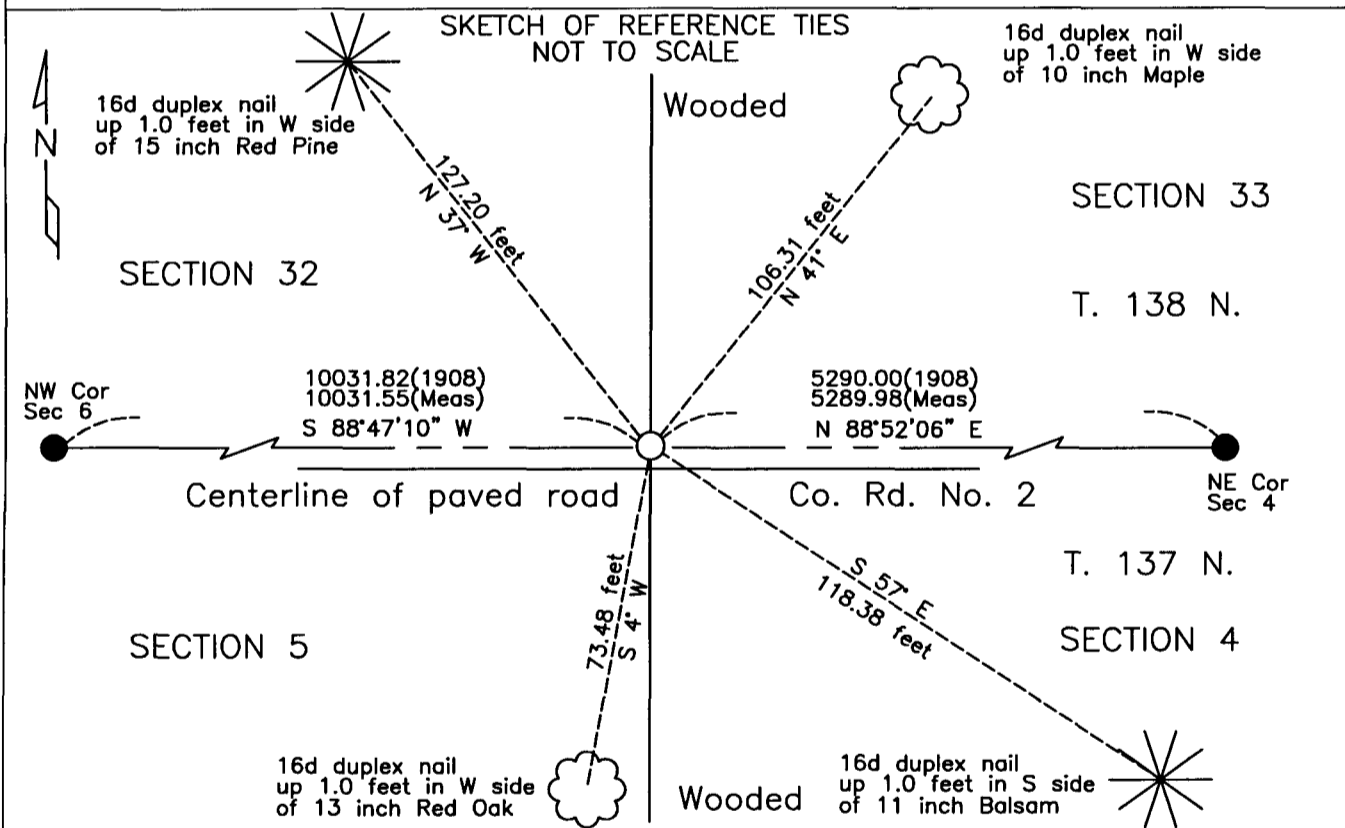 SKETCH OF REFERENCE TIES
NOT TO SCALE
N
16d duplex nail
up 1.0 feet in W side
of 15 inch Red Pine
Wooded
16d duplex nail
up 1.0 feet in W side
of 10 inch Maple
127.20 feet
N 37° W
106.31 feet
N 41° E
SECTION 33
SECTION 32
T. 138 N.
NW Cor
Sec 6
10031.82(1908)
10031.55(Meas)
S 88°47'10" W
5290.00(1908)
5289.98(Meas)
N 88°52'06" E
NE Cor
Sec 4
Centerline of paved road
Co. Rd. No. 2
73.48 feet
S 4° W
S 57° E
118.38 feet
T. 137 N.
SECTION 5
SECTION 4
16d duplex nail
up 1.0 feet in W side
of 13 inch Red Oak
Wooded
16d duplex nail
up 1.0 feet in S side
of 11 inch Balsam